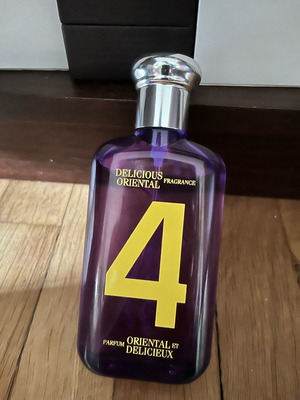 DELICIOUS
ORIENTAL FRAGRANCE
4
PARFUM ORIENTAL ET
DELICIEUX